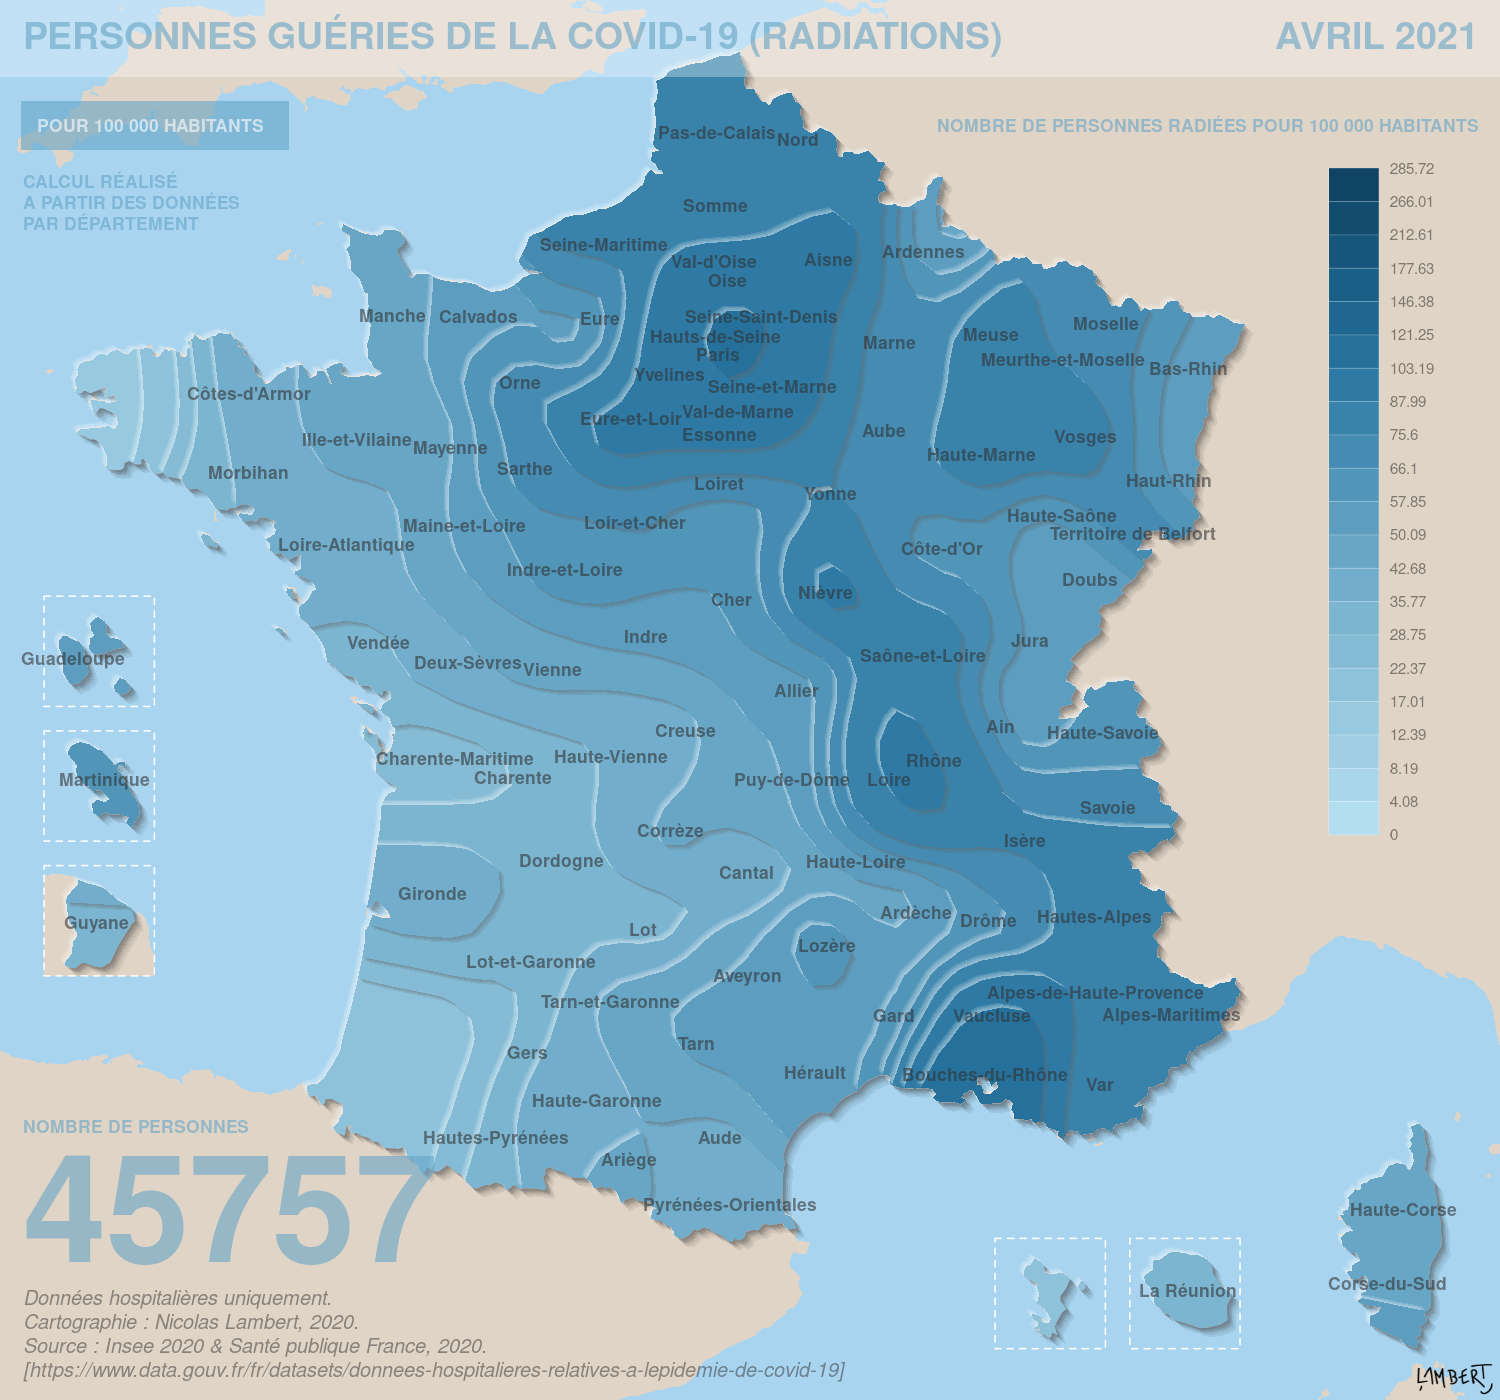 PERSONNES GUÉRIES DE LA COVID-19 (RADIATIONS)
AVRIL 2021
POUR 100 000 HABITANTS
CALCUL RÉALISÉ
A PARTIR DES DONNÉES
PAR DÉPARTEMENT
NOMBRE DE PERSONNES RADIÉES POUR 100 000 HABITANTS
285.72
266.01
212.61
177.63
146.38
121.25
103.19
87.99
75.6
66.1
57.85
50.09
42.68
35.77
28.75
22.37
17.01
12.39
8.19
4.08
0
Pas-de-Calais
Nord
Somme
Seine-Maritime
Val-d'Oise
Aisne
Ardennes
Oise
Manche
Calvados
Eure
Seine-Saint-Denis
Hauts-de-Seine
Paris
Marne
Meuse
Moselle
Meurthe-et-Moselle
Bas-Rhin
Yvelines
Seine-et-Marne
Côtes-d'Armor
Orne
Eure-et-Loir
Val-de-Marne
Essonne
Aube
Vosges
Ille-et-Vilaine
Mayenne
Haute-Marne
Morbihan
Sarthe
Loiret
Yonne
Haut-Rhin
Maine-et-Loire
Loir-et-Cher
Haute-Saône
Territoire de Belfort
Loire-Atlantique
Côte-d'Or
Indre-et-Loire
Doubs
Cher
Nièvre
Vendée
Indre
Jura
Deux-Sèvres
Vienne
Saône-et-Loire
Guadeloupe
Allier
Creuse
Ain
Haute-Savoie
Charente-Maritime
Haute-Vienne
Rhône
Charente
Puy-de-Dôme
Loire
Martinique
Savoie
Corrèze
Isère
Dordogne
Haute-Loire
Cantal
Gironde
Ardèche
Drôme
Hautes-Alpes
Guyane
Lot
Lozère
Lot-et-Garonne
Aveyron
Alpes-de-Haute-Provence
Tarn-et-Garonne
Gard
Vaucluse
Alpes-Maritimes
Tarn
Gers
Hérault
Bouches-du-Rhône
Var
Haute-Garonne
Hautes-Pyrénées
Aude
Ariège
Pyrénées-Orientales
Haute-Corse
Corse-du-Sud
La Réunion
NOMBRE DE PERSONNES
45757
Données hospitalières uniquement.
Cartographie : Nicolas Lambert, 2020.
Source : Insee 2020 & Santé publique France, 2020.
[https://www.data.gouv.fr/fr/datasets/donnees-hospitalieres-relatives-a-lepidemie-de-covid-19]
LAMBERT